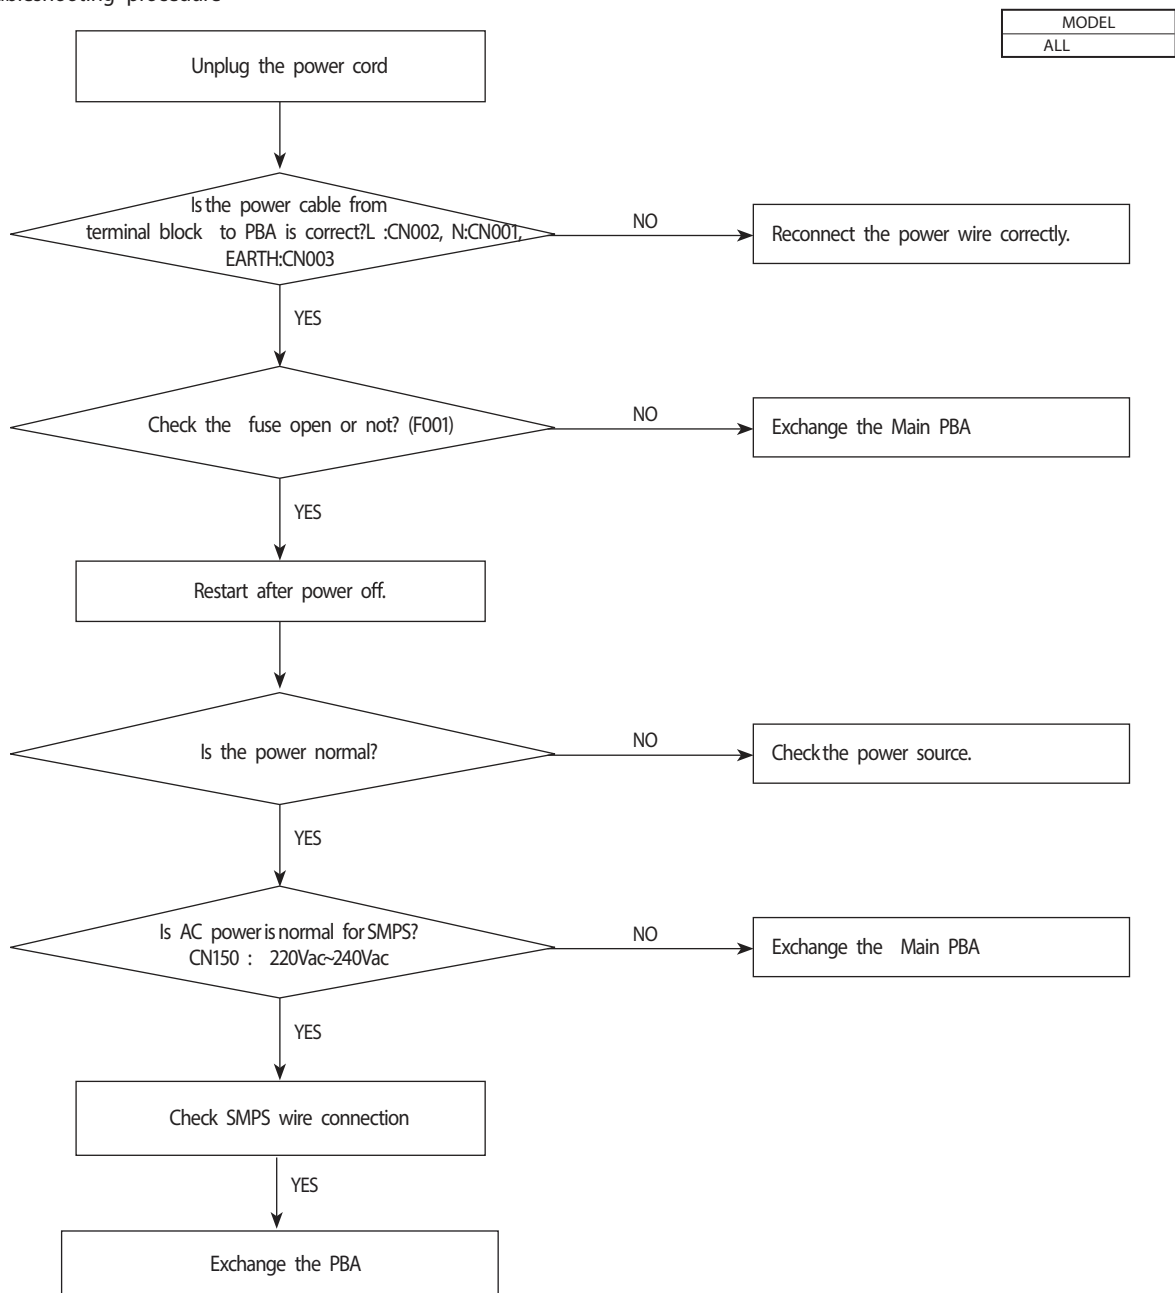 procedure
MODEL
ALL
Unplug the power cord
Is the power cable from
terminal block to PBA is correct?L :CN002, N:CN001,
EARTH:CN003
NO
Reconnect the power wire correctly.
YES
Check the fuse open or not? (F001)
NO
Exchange the Main PBA
YES
Restart after power off.
Is the power normal?
NO
Check the power source.
YES
Is AC power is normal for SMPS?
CN150 : 220Vac~240Vac
NO
Exchange the Main PBA
YES
Check SMPS wire connection
YES
Exchange the PBA